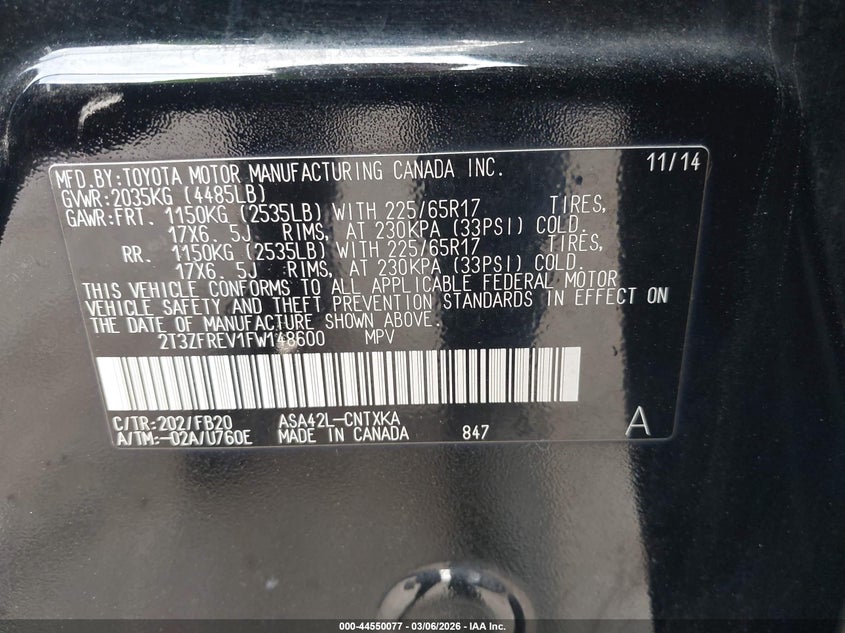 MFD.BY:TOYOTA MOTOR MANUFACTURING CANADA INC. 11/14
GVWR:2035KG (4485LB)
GAWR:FRT. 1150KG (2535LB) WITH 225/65R17 TIRES,
17X6.5J RIMS, AT 230KPA (33PSI) COLD.
RR. 1150KG (2535LB) WITH 225/65R17 TIRES,
17X6.5J RIMS, AT 230KPA (33PSI) COLD.
THIS VEHICLE CONFORMS TO ALL APPLICABLE FEDERAL MOTOR
VEHICLE SAFETY AND THEFT PREVENTION STANDARDS IN EFFECT ON
THE DATE OF MANUFACTURE SHOWN ABOVE.
2T3ZFREV1FW148600 MPV
C/TR:202/FB20 ASA42L-CNTXKA
A/TM:-02A/U760E MADE IN CANADA 847 A
000-44550077 - 03/06/2026 - IAA Inc.